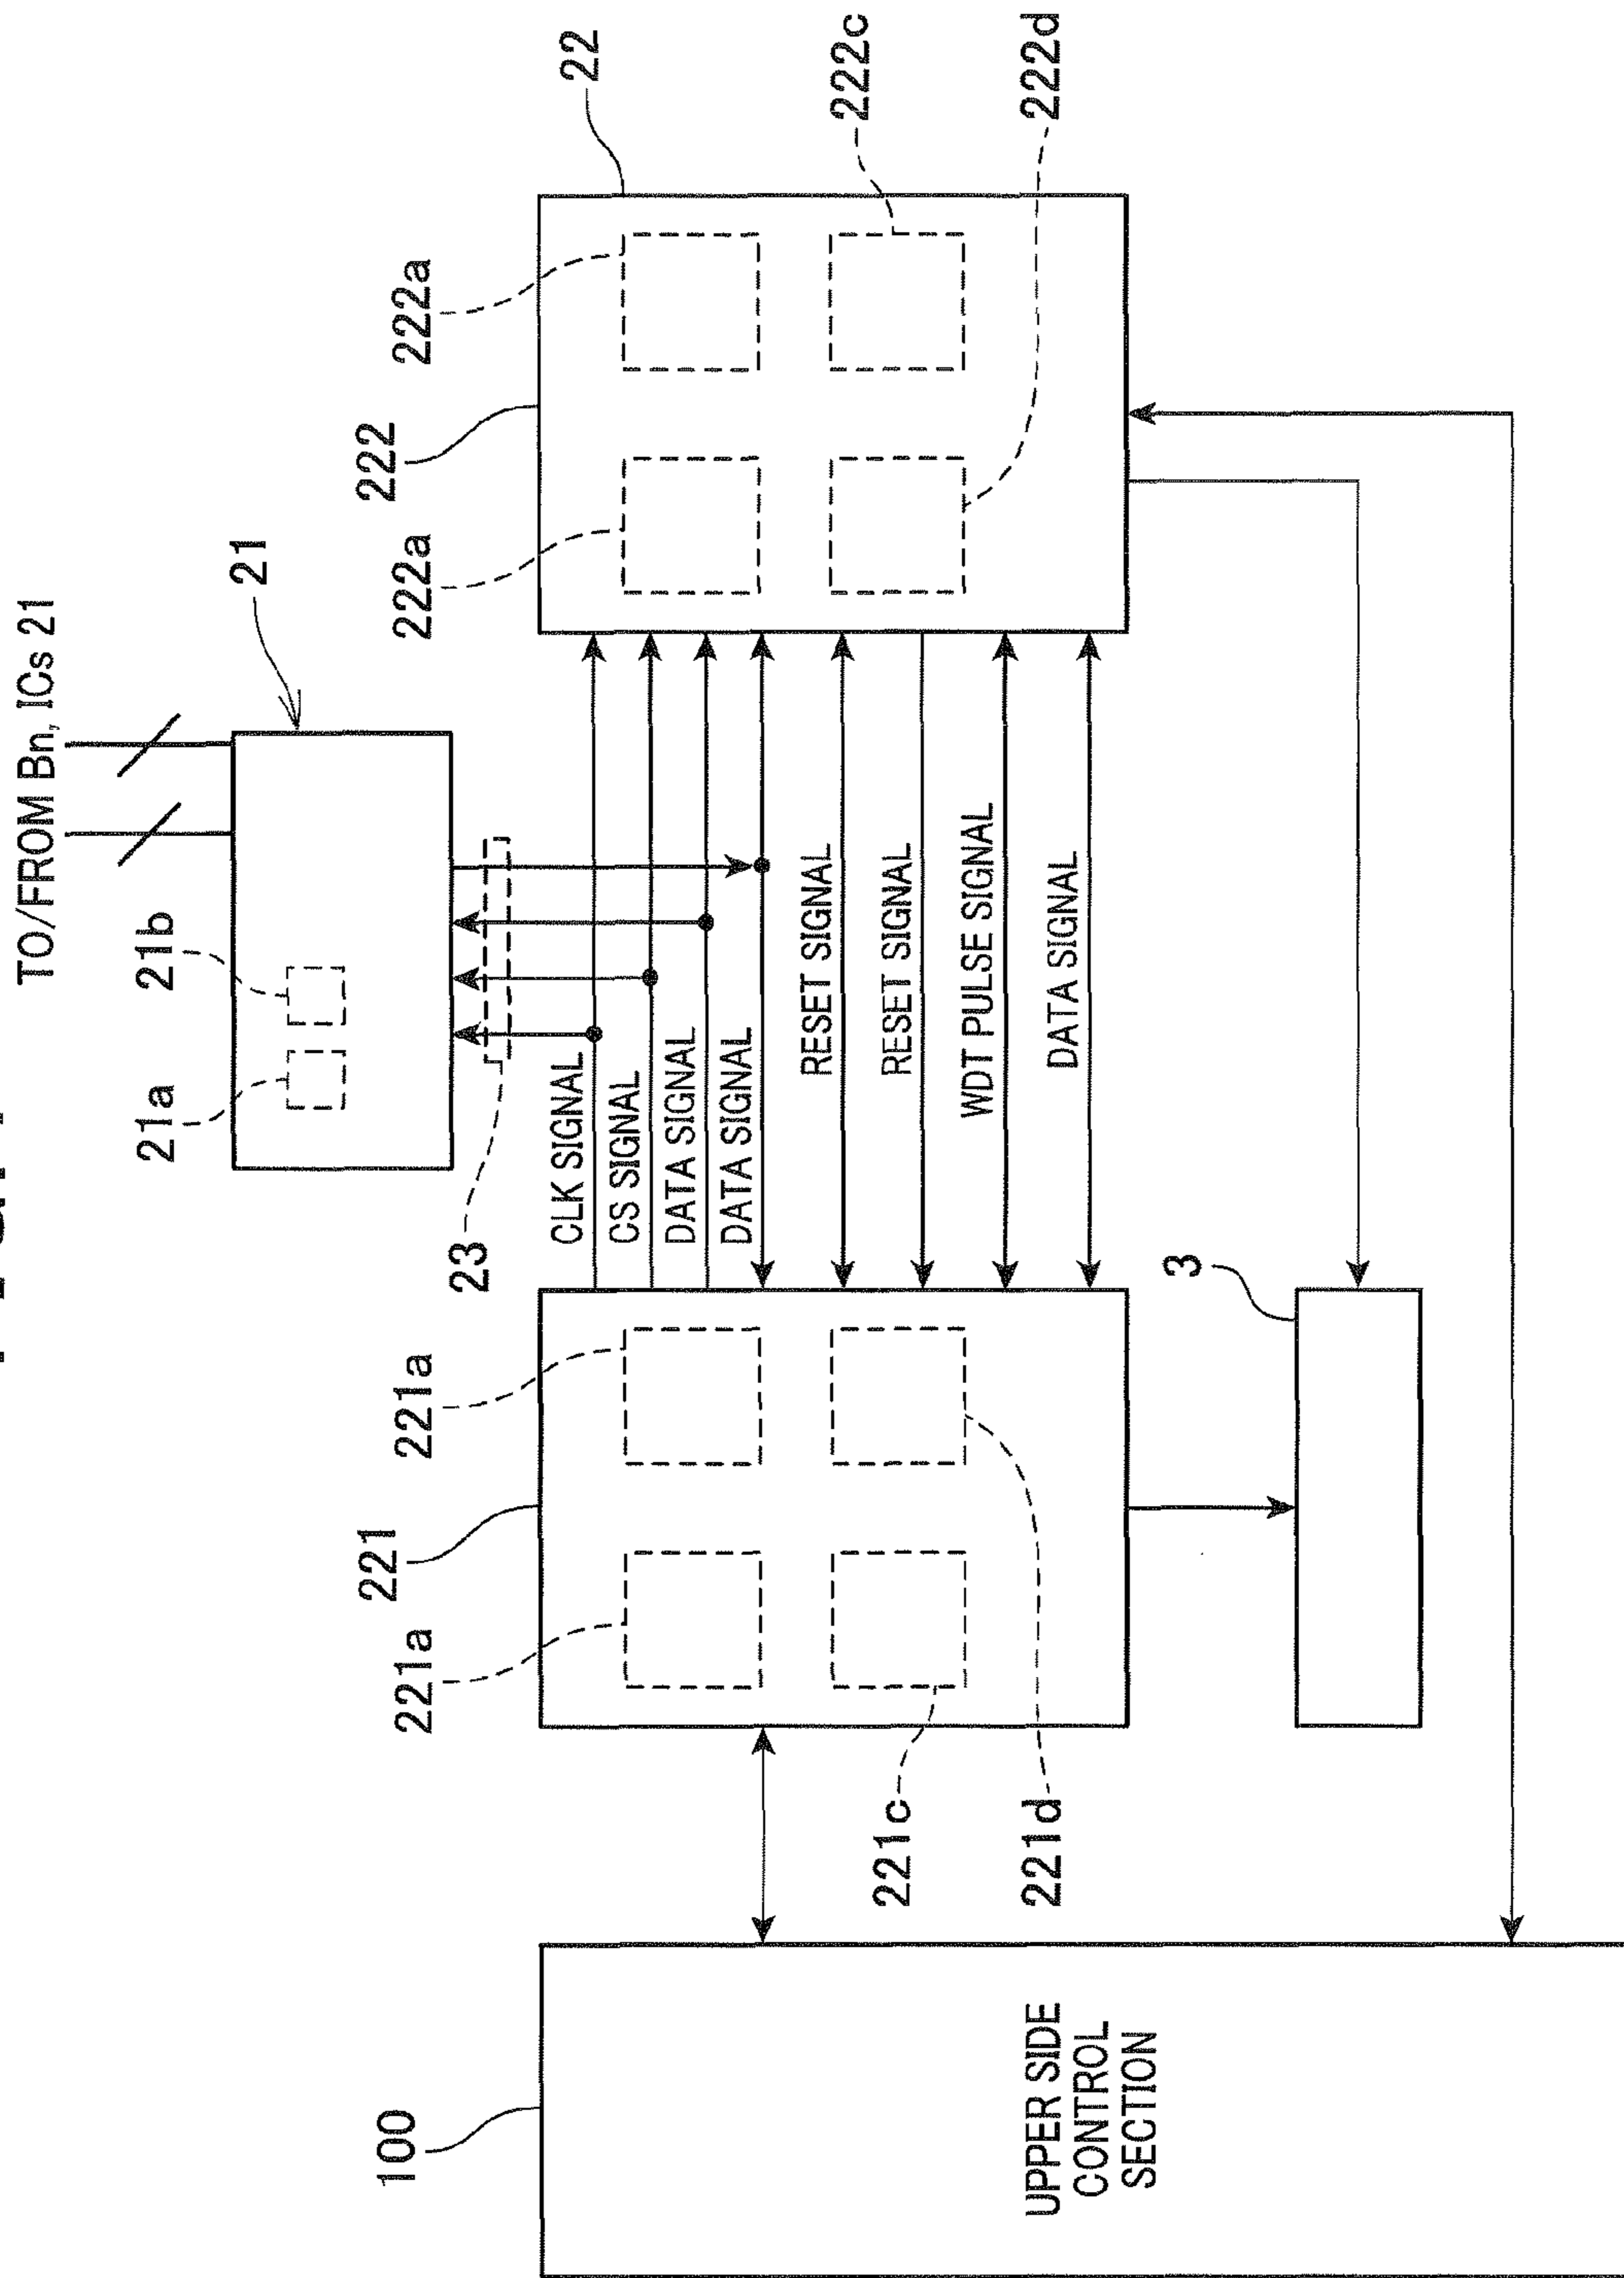 TO/FROM Bn, ICs 21
21
21a
21b
23
22
222
222a
222a
222c
222d
221
221a
221a
221c
221d
CLK SIGNAL
CS SIGNAL
DATA SIGNAL
DATA SIGNAL
RESET SIGNAL
RESET SIGNAL
WDT PULSE SIGNAL
DATA SIGNAL
3
100
UPPER SIDE
CONTROL
SECTION